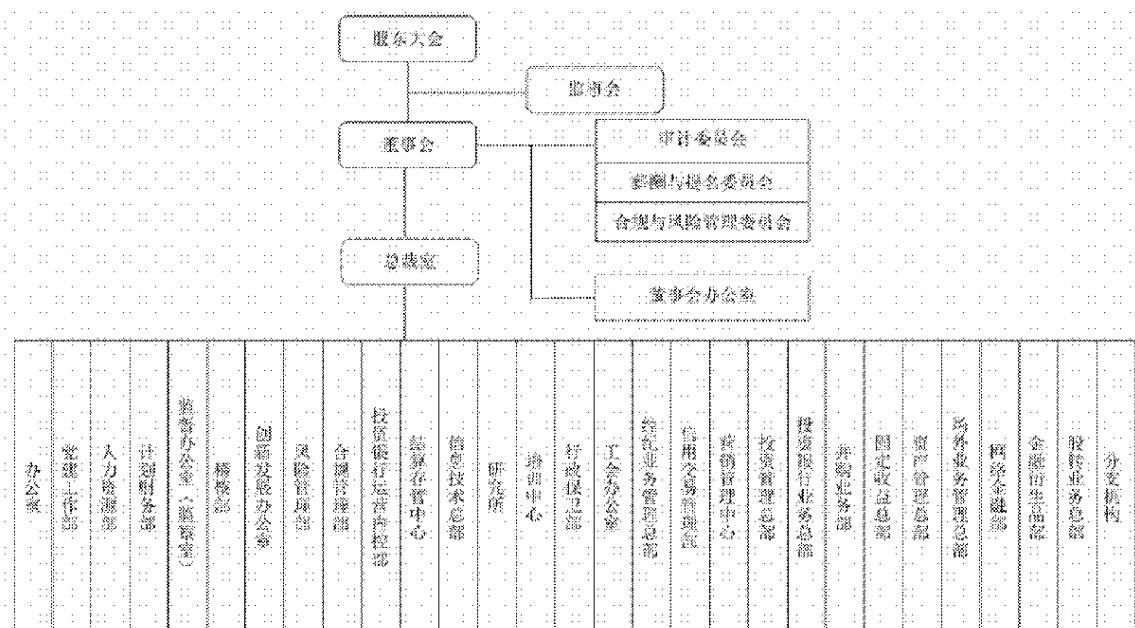 股东大会
监事会
董事会
审计委员会
薪酬与提名委员会
合规与风险管理委员会
总裁室
董事会办公室
办公室
党建工作部
人力资源部
计划财务部
监督办公室（监察室）
稽核部
创新发展办公室
风险管理部
合规管理部
投资银行运营内控部
结算存管中心
信息技术总部
研究所
培训中心
行政保卫部
工会办公室
经纪业务管理总部
信用交易管理部
营销管理中心
投资管理总部
投资银行业务总部
并购业务部
固定收益总部
资产管理总部
场外业务管理总部
网络金融部
金融衍生品部
股转业务总部
分支机构